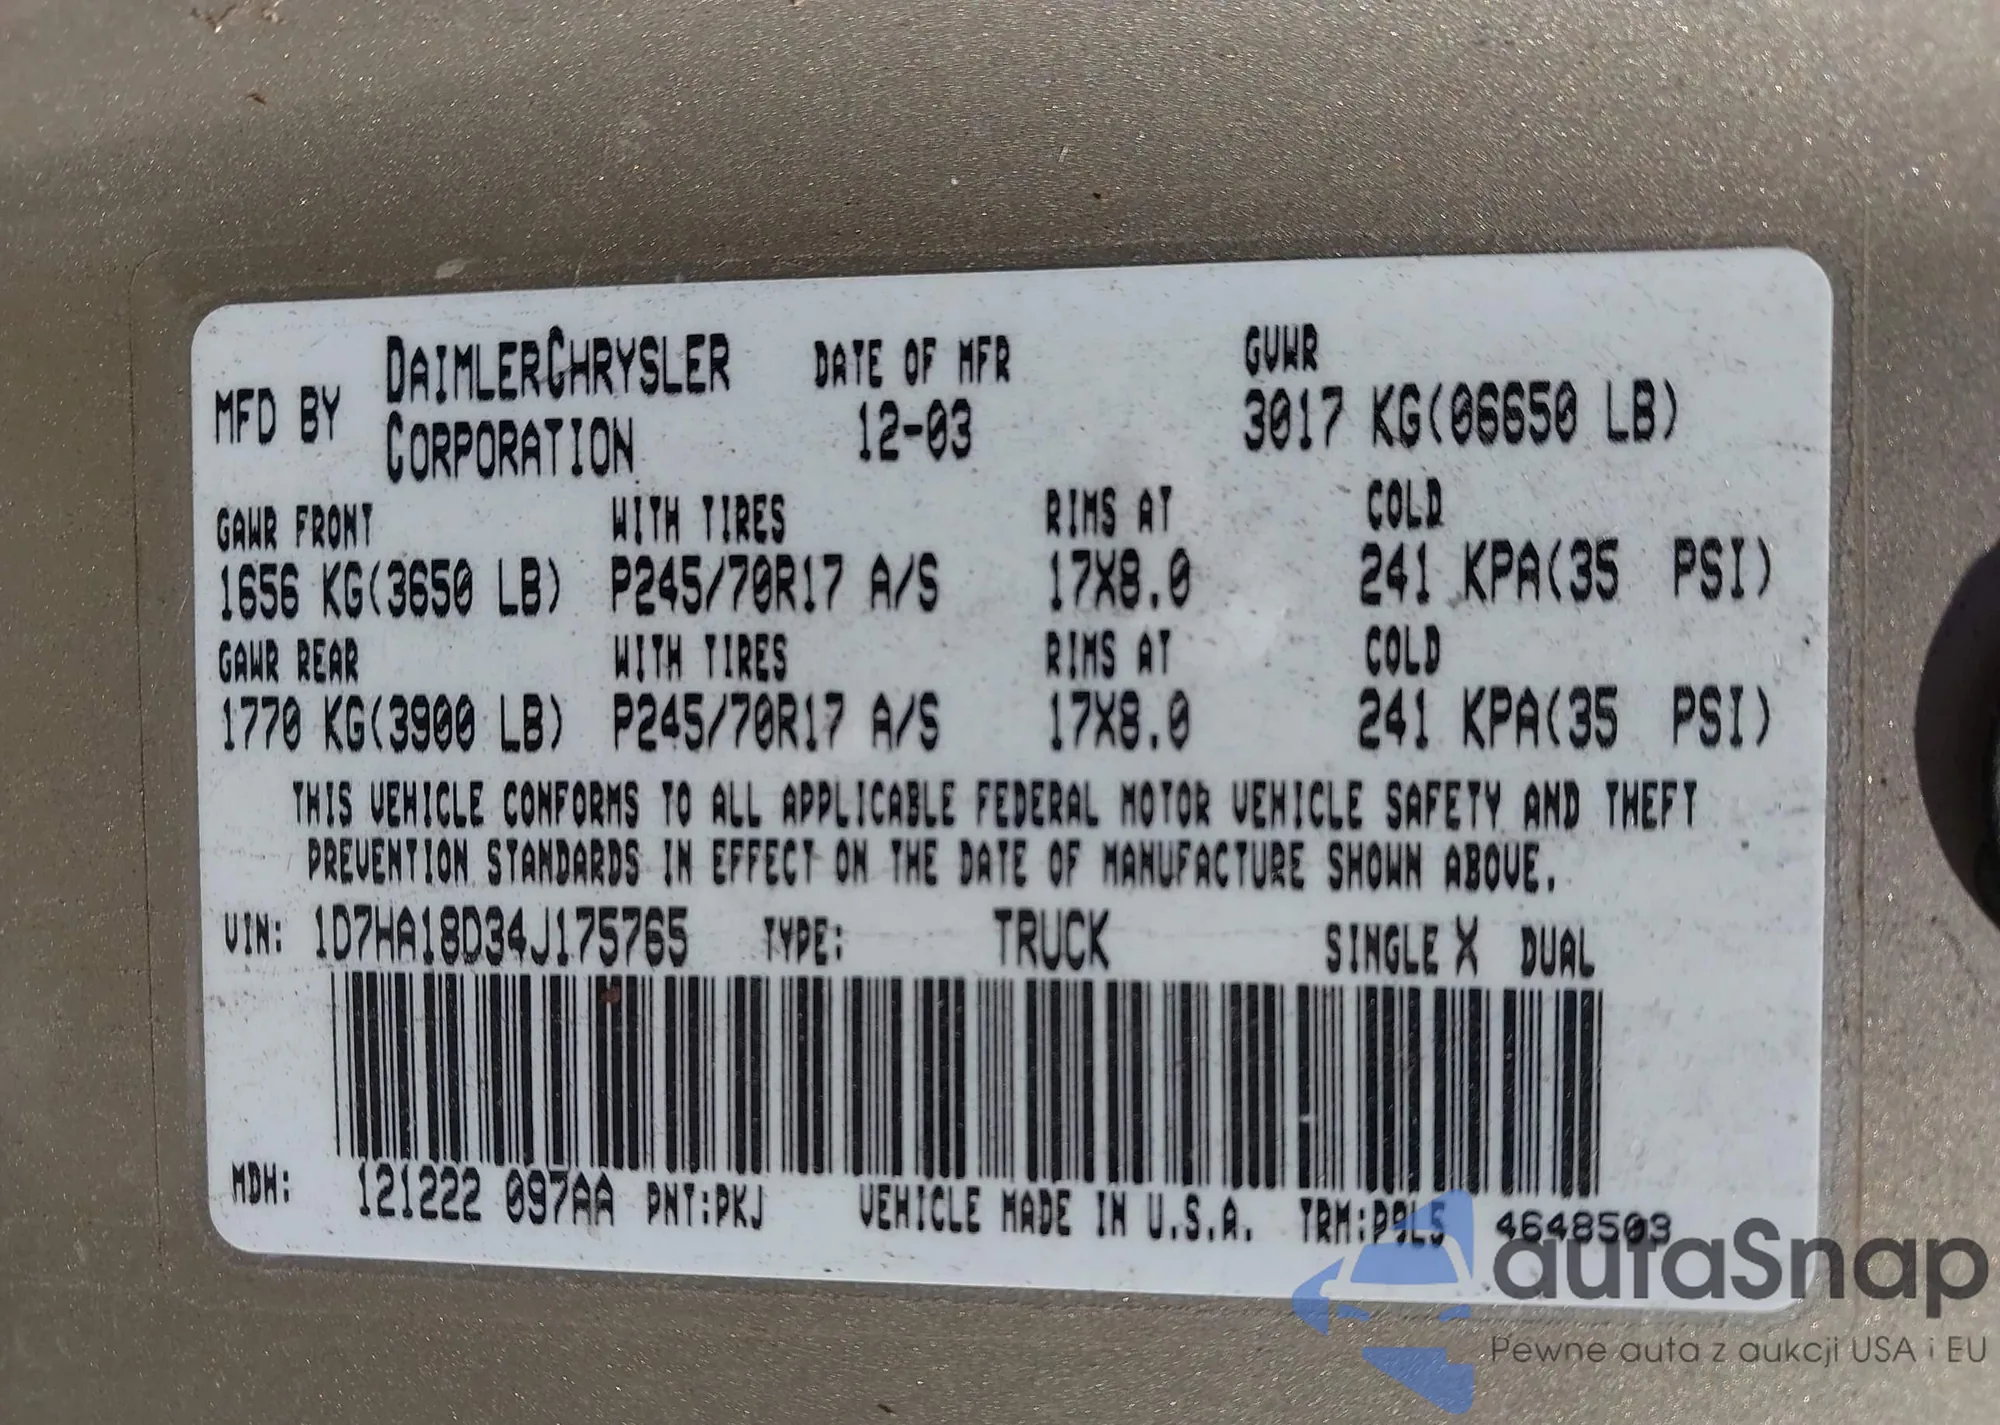 MFD BY DAIMLERCHRYSLER CORPORATION DATE OF MFR 12-03 GVWR 3017 KG(06650 LB)
GAWR FRONT WITH TIRES RIMS AT COLD
1656 KG(3650 LB) P245/70R17 A/S 17X8.0 241 KPA(35 PSI)
GAWR REAR WITH TIRES RIMS AT COLD
1770 KG(3900 LB) P245/70R17 A/S 17X8.0 241 KPA(35 PSI)
THIS VEHICLE CONFORMS TO ALL APPLICABLE FEDERAL MOTOR VEHICLE SAFETY AND THEFT
PREVENTION STANDARDS IN EFFECT ON THE DATE OF MANUFACTURE SHOWN ABOVE.
VIN: 1D7HA18D34J175765 TYPE: TRUCK SINGLE X DUAL
MDH: 121222 097AA PNT:PKJ VEHICLE MADE IN U.S.A. TRM:P9L5 4648503
autaSnap
Pewne auta z aukcji USA i EU